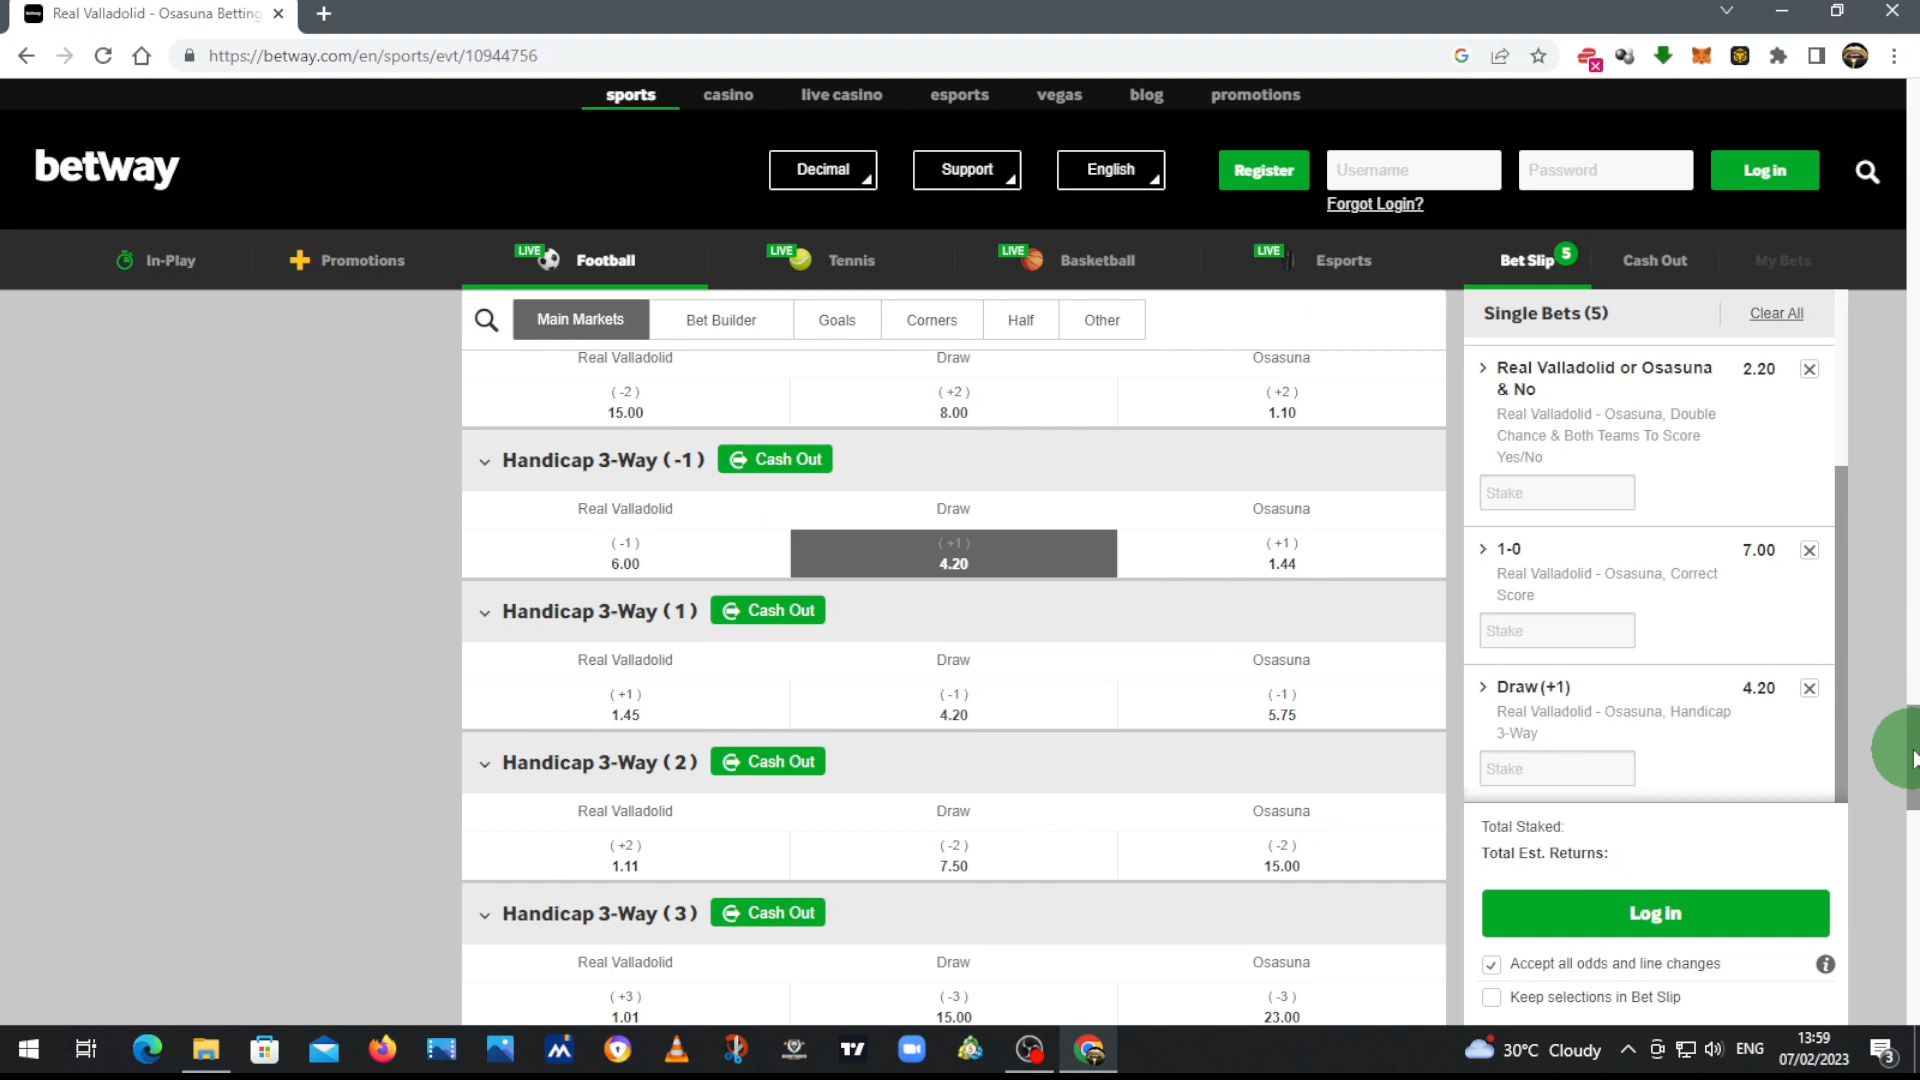 Real Valladolid - Osasuna Betting
https://betway.com/en/sports/evt/10944756
sports casino live casino esports vegas blog promotions
betway
Decimal Support English Register Username Password Log in
Forgot Login?
In-Play Promotions LIVE Football LIVE Tennis LIVE Basketball LIVE Esports Bet Slip 5 Cash Out My Bets
Main Markets Bet Builder Goals Corners Half Other
Real Valladolid Draw Osasuna
( -2 ) ( +2 ) ( +2 )
15.00 8.00 1.10
Handicap 3-Way ( -1 ) Cash Out
Real Valladolid Draw Osasuna
( -1 ) ( +1 ) ( +1 )
6.00 4.20 1.44
Handicap 3-Way ( 1 ) Cash Out
Real Valladolid Draw Osasuna
( +1 ) ( -1 ) ( -1 )
1.45 4.20 5.75
Handicap 3-Way ( 2 ) Cash Out
Real Valladolid Draw Osasuna
( +2 ) ( -2 ) ( -2 )
1.11 7.50 15.00
Handicap 3-Way ( 3 ) Cash Out
Real Valladolid Draw Osasuna
( +3 ) ( -3 ) ( -3 )
1.01 15.00 23.00
Single Bets (5) Clear All
Real Valladolid or Osasuna 2.20
& No
Real Valladolid - Osasuna, Double
Chance & Both Teams To Score
Yes/No
Stake
1-0 7.00
Real Valladolid - Osasuna, Correct
Score
Stake
Draw (+1) 4.20
Real Valladolid - Osasuna, Handicap
3-Way
Stake
Total Staked:
Total Est. Returns:
Log in
Accept all odds and line changes
Keep selections in Bet Slip
30°C Cloudy ENG
13:59
07/02/2023
3